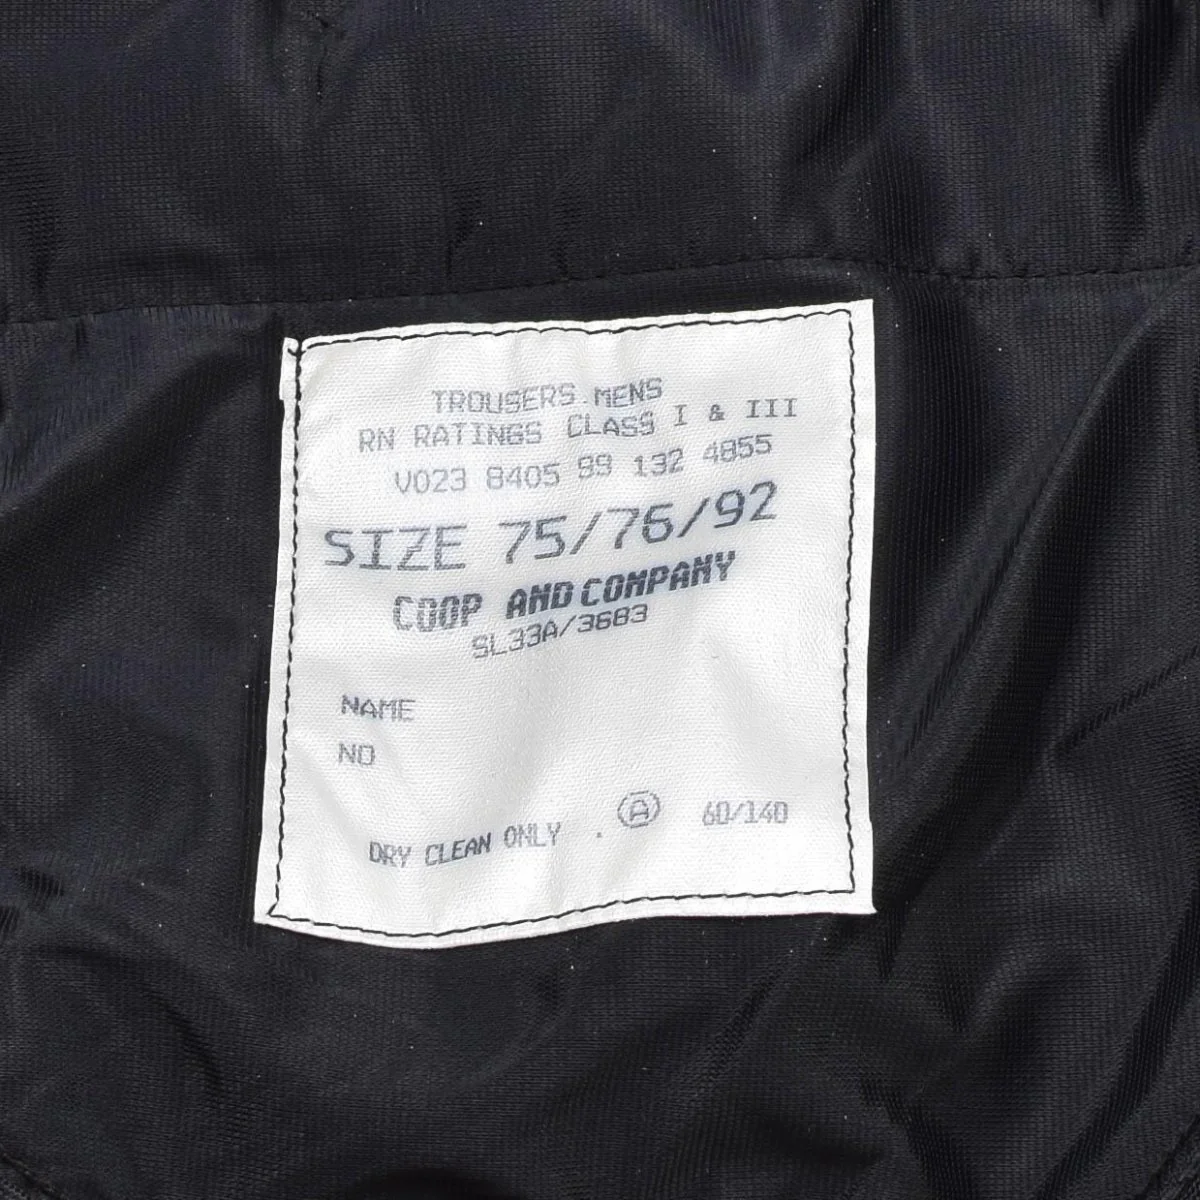 TROUSERS MENS
RN RATINGS CLASS I & III
V023 8405 99 132 4855
SIZE 75/76/92
COOP AND COMPANY
SL33A/3683
NAME
NO
DRY CLEAN ONLY . Ⓐ 60/140